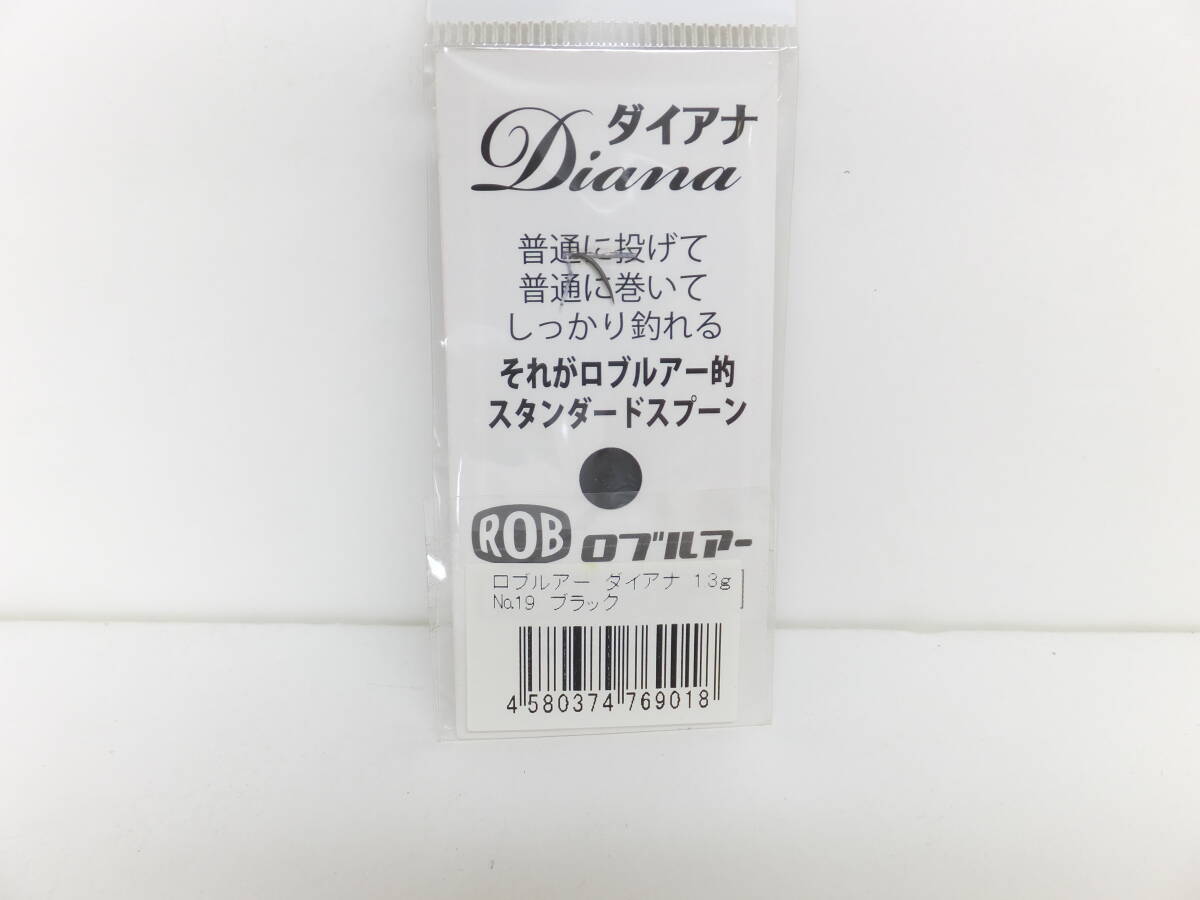 ダイアナ
Diana
普通に投げて
普通に巻いて
しっかり釣れる
それがロブルアー的
スタンダードスプーン
ROB ロブルアー
ロブルアー ダイアナ 1.3g
No.19 ブラック
4 580374 769018